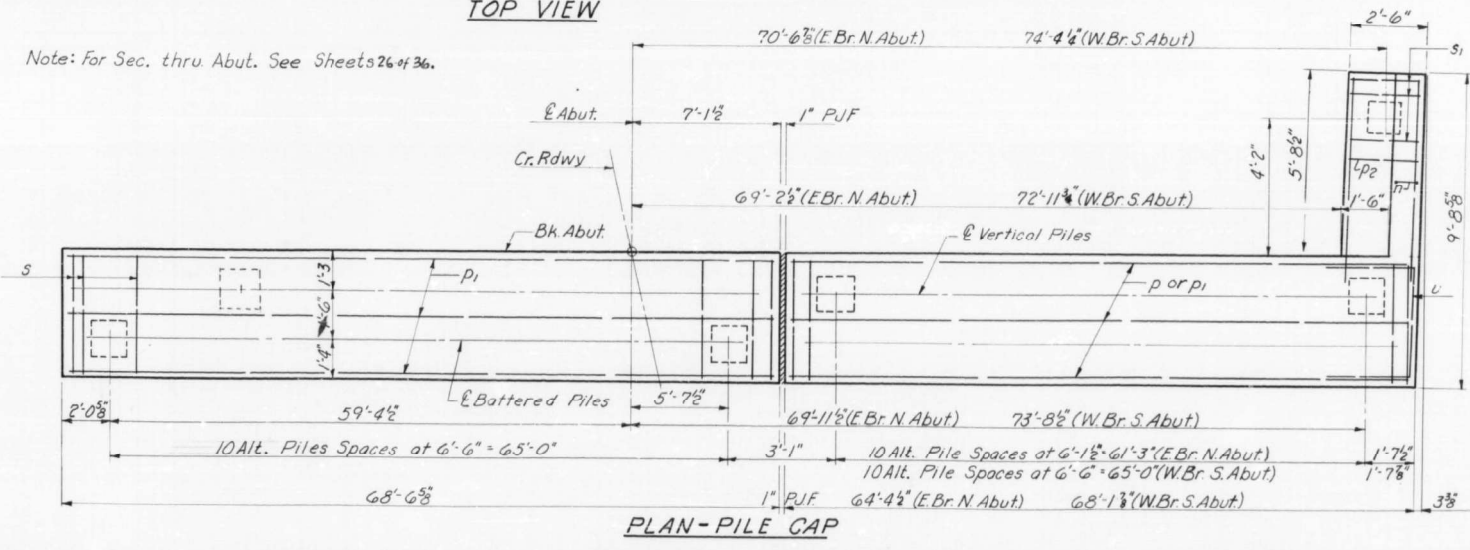 TOP VIEW
2'-6"
70'-6⅞"(E.Br. N.Abut) 74'-4¼"(W.Br. S.Abut)
S1
Note: For Sec. thru Abut. See Sheets 26 of 36.
℄ Abut. 7'-1½" 1" PJF
Cr. Rdwy
4'-2"
5'-8½"
p2
n
69'-2½"(E.Br. N.Abut) 72'-11¾"(W.Br. S.Abut)
1'-6"
9'-8⅝"
Bk. Abut.
℄ Vertical Piles
S
1'-3
p1
p or p1
U
1'-4"
℄ Battered Piles
5'-7½"
2'-0⅝" 59'-4½" 69'-11½"(E.Br. N.Abut) 73'-8½"(W.Br. S.Abut)
10 Alt. Piles Spaces at 6'-6" = 65'-0" 3'-1" 10 Alt. Pile Spaces at 6'-1½"=61'-3"(E.Br. N.Abut) 1'-7½"
10 Alt. Pile Spaces at 6'-6"=65'-0"(W.Br. S.Abut) 1'-7⅞"
68'-6⅝" 1" PJF. 64'-4½"(E.Br. N.Abut) 68'-1⅞"(W.Br. S.Abut) 3⅜"
PLAN-PILE CAP